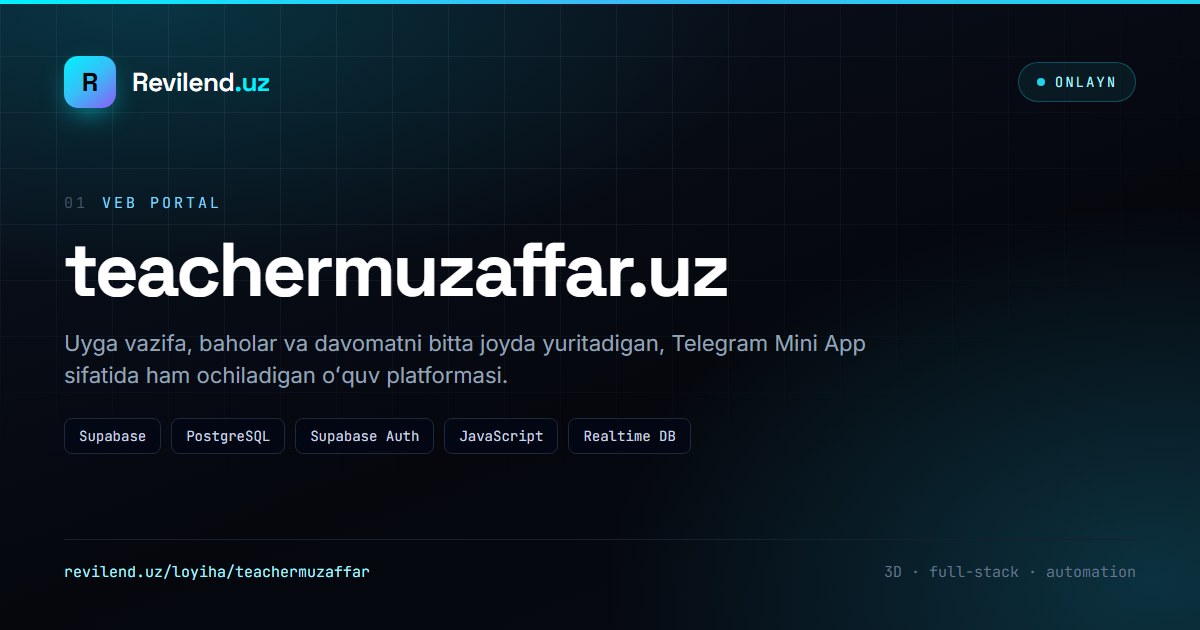 R Revilend.uz
ONLAYN
01 VEB PORTAL
teachermuzaffar.uz
Uyga vazifa, baholar va davomatni bitta joyda yuritadigan, Telegram Mini App
sifatida ham ochiladigan oʻquv platformasi.
Supabase PostgreSQL Supabase Auth JavaScript Realtime DB
revilend.uz/loyiha/teachermuzaffar
3D · full-stack · automation